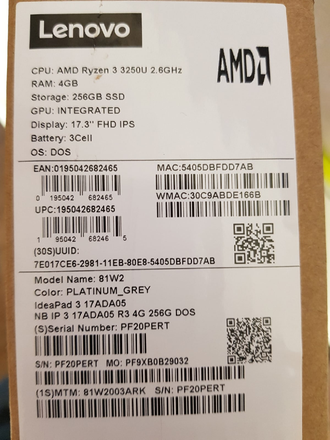 Lenovo
AMD
CPU: AMD Ryzen 3 3250U 2.6GHz
RAM: 4GB
Storage: 256GB SSD
GPU: INTEGRATED
Display: 17.3" FHD IPS
Battery: 3Cell
OS: DOS
EAN:0195042682465
MAC:5405DBFDD7AB
0 195042 682465
WMAC:30C9ABDE166B
UPC:195042682465
1 95042 68246 5
(30S)UUID:
7E017CE6-2981-11EB-80E8-5405DBFDD7AB
Model Name: 81W2
Color: PLATINUM_GREY
IdeaPad 3 17ADA05
NB IP 3 17ADA05 R3 4G 256G DOS
(S)Serial Number: PF20PERT
S/N: PF20PERT MO: PF9XB0B29032
(1S)MTM: 81W2003ARK S/N: PF20PERT